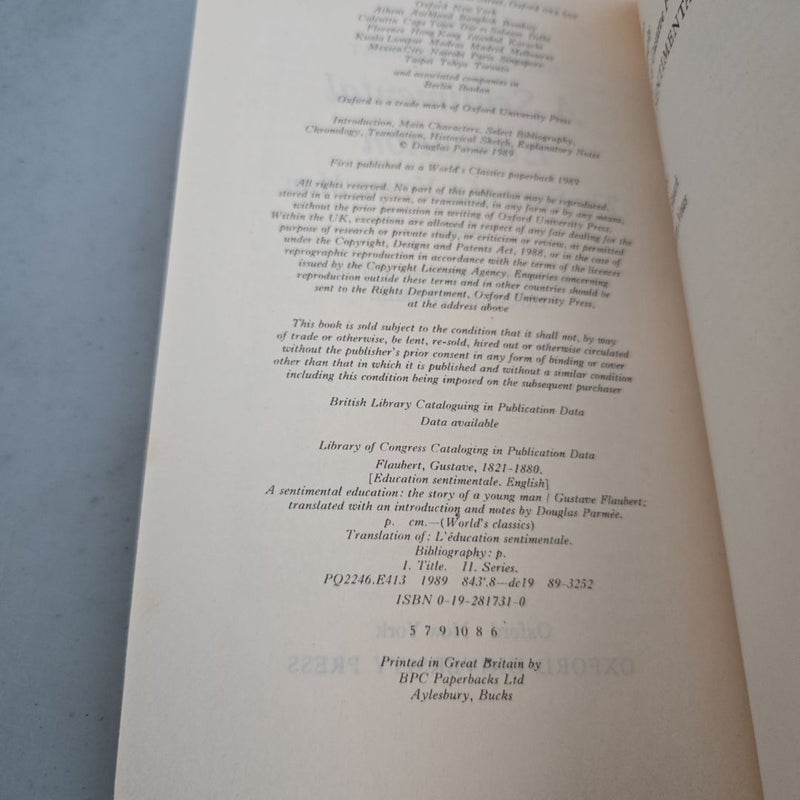 Oxford New York
Athens Auckland Bangkok Bombay
Calcutta Cape Town Dar es Salaam Delhi
Florence Hong Kong Istanbul Karachi
Kuala Lumpur Madras Madrid Melbourne
Mexico City Nairobi Paris Singapore
Taipei Tokyo Toronto
and associated companies in
Berlin Ibadan
Oxford is a trade mark of Oxford University Press
Introduction, Main Characters, Select Bibliography,
Chronology, Translation, Historical Sketch, Explanatory Notes
© Douglas Parmée 1989
First published as a World's Classics paperback 1989
All rights reserved. No part of this publication may be reproduced,
stored in a retrieval system, or transmitted, in any form or by any means,
without the prior permission in writing of Oxford University Press.
Within the UK, exceptions are allowed in respect of any fair dealing for the
purpose of research or private study, or criticism or review, as permitted
under the Copyright, Designs and Patents Act, 1988, or in the case of
reprographic reproduction in accordance with the terms of the licences
issued by the Copyright Licensing Agency. Enquiries concerning
reproduction outside these terms and in other countries should be
sent to the Rights Department, Oxford University Press,
at the address above
This book is sold subject to the condition that it shall not, by way
of trade or otherwise, be lent, re-sold, hired out or otherwise circulated
without the publisher's prior consent in any form of binding or cover
other than that in which it is published and without a similar condition
including this condition being imposed on the subsequent purchaser
British Library Cataloguing in Publication Data
Data available
Library of Congress Cataloging in Publication Data
Flaubert, Gustave, 1821-1880.
[Education sentimentale. English]
A sentimental education: the story of a young man / Gustave Flaubert;
translated with an introduction and notes by Douglas Parmée.
p. cm.—(World's classics)
Translation of: L'éducation sentimentale.
Bibliography: p.
I. Title. II. Series.
PQ2246.E413 1989 843'.8—dc19 89-3252
ISBN 0-19-281731-0
5 7 9 10 8 6
Printed in Great Britain by
BPC Paperbacks Ltd
Aylesbury, Bucks